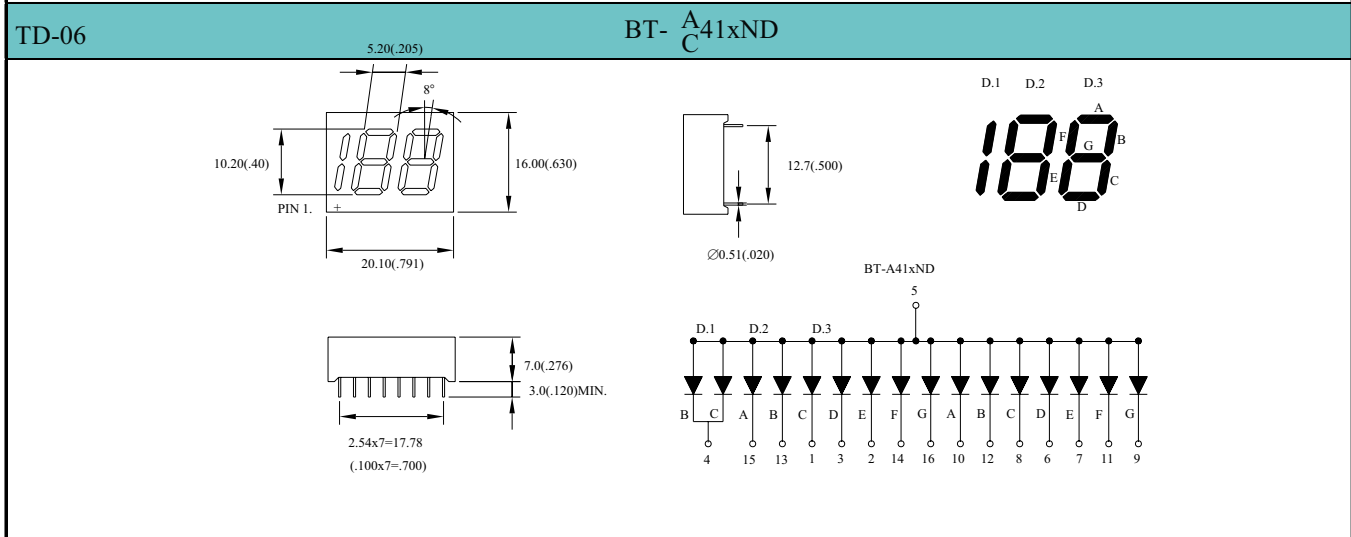 TD-06
BT- A/C 41xND
5.20(.205)
8°
10.20(.40)
16.00(.630)
PIN 1.
+
20.10(.791)
12.7(.500)
∅0.51(.020)
D.1 D.2 D.3
A
F G B
E C
D
7.0(.276)
3.0(.120)MIN.
2.54x7=17.78
(.100x7=.700)
BT-A41xND
5
D.1 D.2 D.3
B C A B C D E F G A B C D E F G
4 15 13 1 3 2 14 16 10 12 8 6 7 11 9